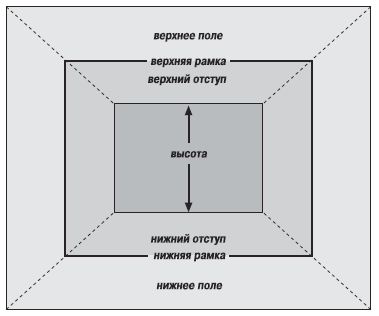 верхнее поле
верхняя рамка
верхний отступ
высота
нижний отступ
нижняя рамка
нижнее поле